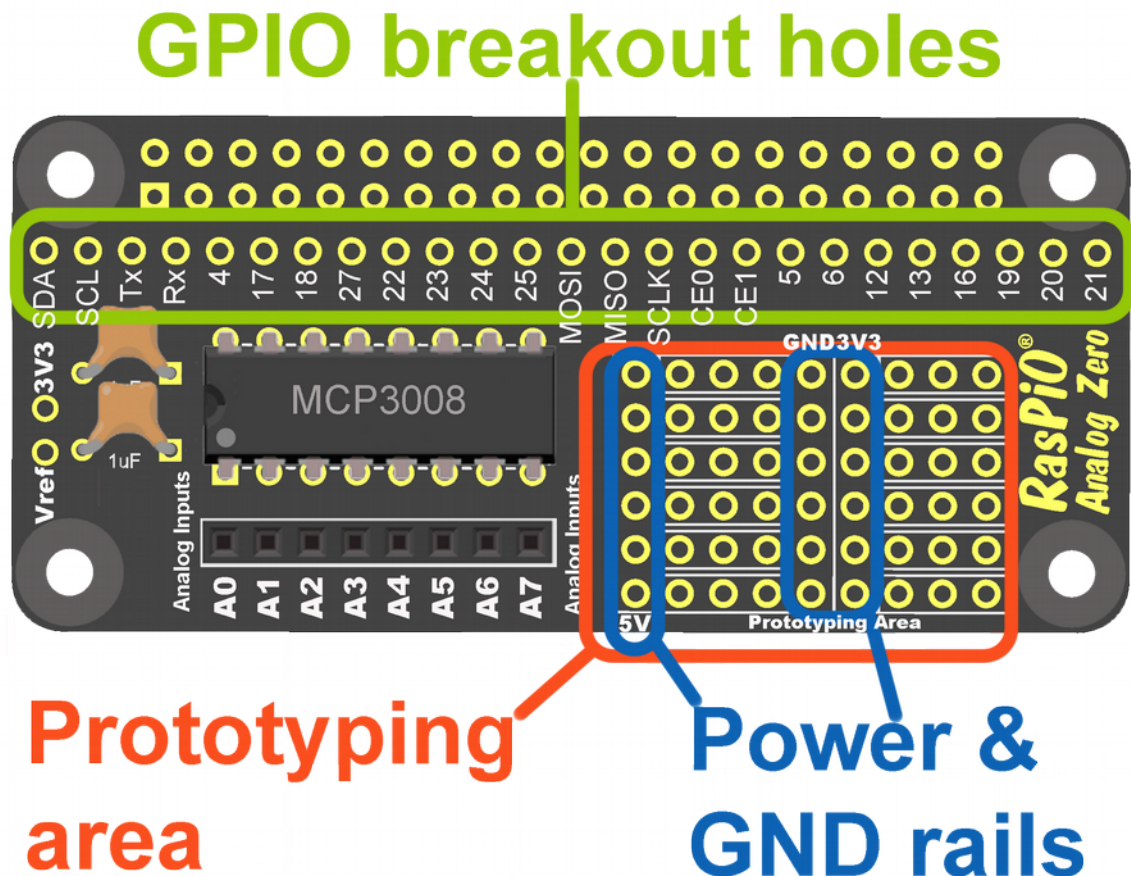 GPIO breakout holes
SDA SCL Tx Rx 4 17 18 27 22 23 24 25 MOSI MISO SCLK CE0 CE1 5 6 12 13 16 19 20 21
3V3
Vref
1uF
MCP3008
Analog Inputs
A0 A1 A2 A3 A4 A5 A6 A7
Analog Inputs
GND 3V3
5V
Prototyping Area
RasPiO®
Analog Zero
Prototyping
area
Power &
GND rails